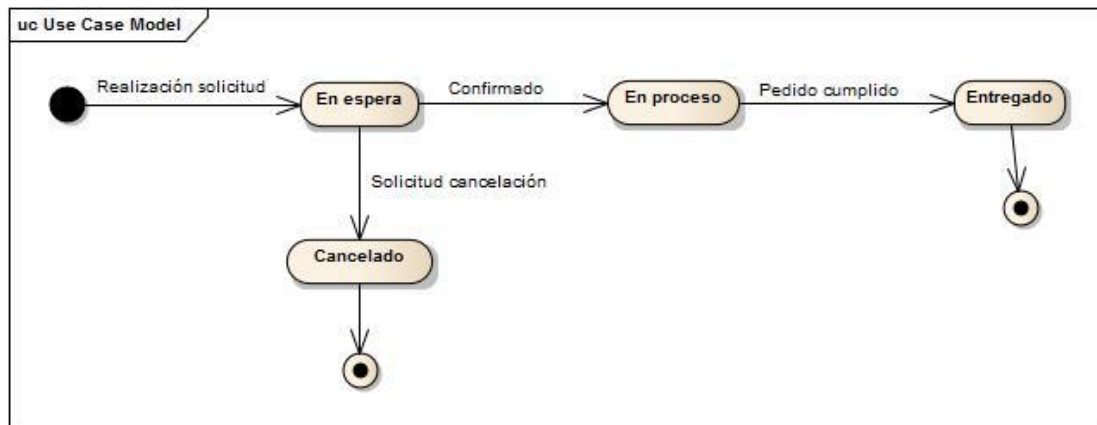 uc Use Case Model
Realización solicitud
En espera
Confirmado
En proceso
Pedido cumplido
Entregado
Solicitud cancelación
Cancelado